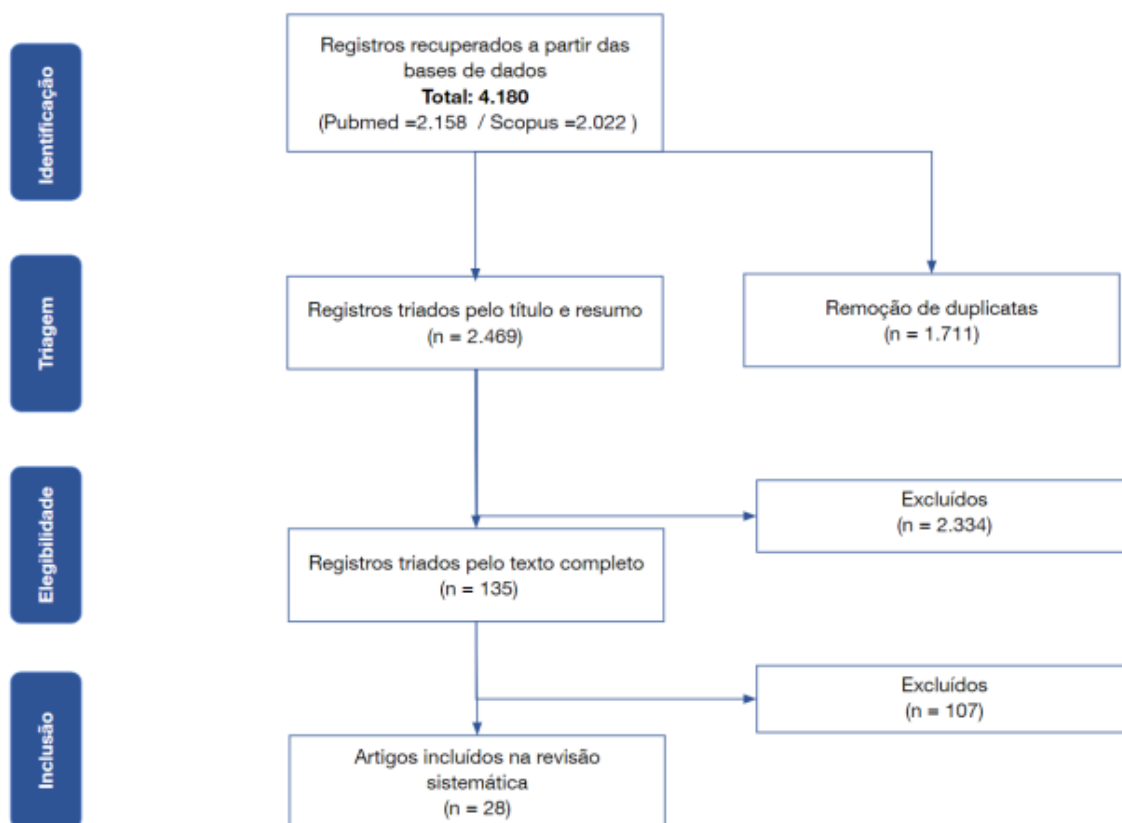 Identificação
Registros recuperados a partir das
bases de dados
Total: 4.180
(Pubmed =2.158 / Scopus =2.022 )
Triagem
Registros triados pelo título e resumo
(n = 2.469)
Remoção de duplicatas
(n = 1.711)
Elegibilidade
Excluídos
(n = 2.334)
Registros triados pelo texto completo
(n = 135)
Inclusão
Excluídos
(n = 107)
Artigos incluídos na revisão
sistemática
(n = 28)